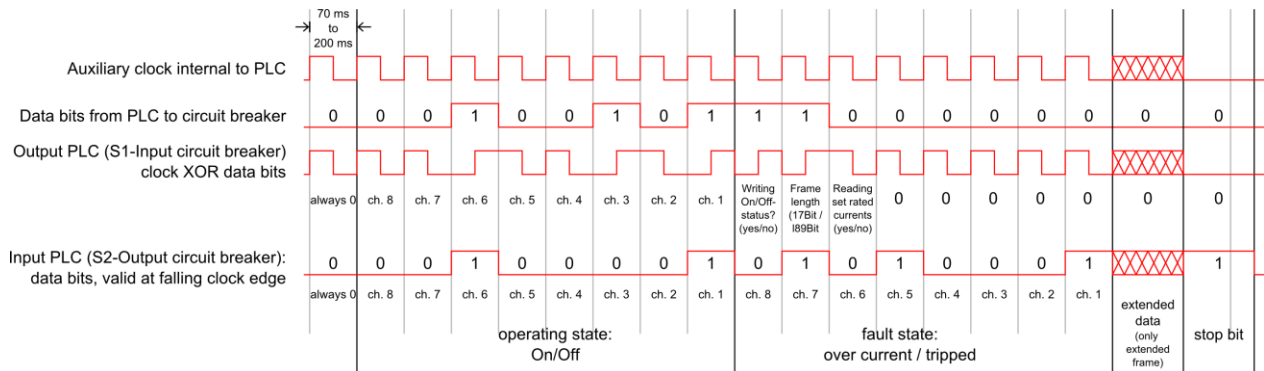 70 ms
to
200 ms
Auxiliary clock internal to PLC
Data bits from PLC to circuit breaker
0 0 0 1 0 0 1 0 1 1 1 0 0 0 0 0 0 0 0
Output PLC (S1-Input circuit breaker)
clock XOR data bits
always 0 ch. 8 ch. 7 ch. 6 ch. 5 ch. 4 ch. 3 ch. 2 ch. 1
Writing
On/Off-
status?
(yes/no)
Frame
length
(17Bit /
I89Bit
Reading
set rated
currents
(yes/no)
0 0 0 0 0 0 0
Input PLC (S2-Output circuit breaker):
data bits, valid at falling clock edge
0 0 0 1 0 0 0 0 1 0 1 0 1 0 0 0 1 1
always 0 ch. 8 ch. 7 ch. 6 ch. 5 ch. 4 ch. 3 ch. 2 ch. 1 ch. 8 ch. 7 ch. 6 ch. 5 ch. 4 ch. 3 ch. 2 ch. 1
operating state:
On/Off
fault state:
over current / tripped
extended
data
(only
extended
frame)
stop bit